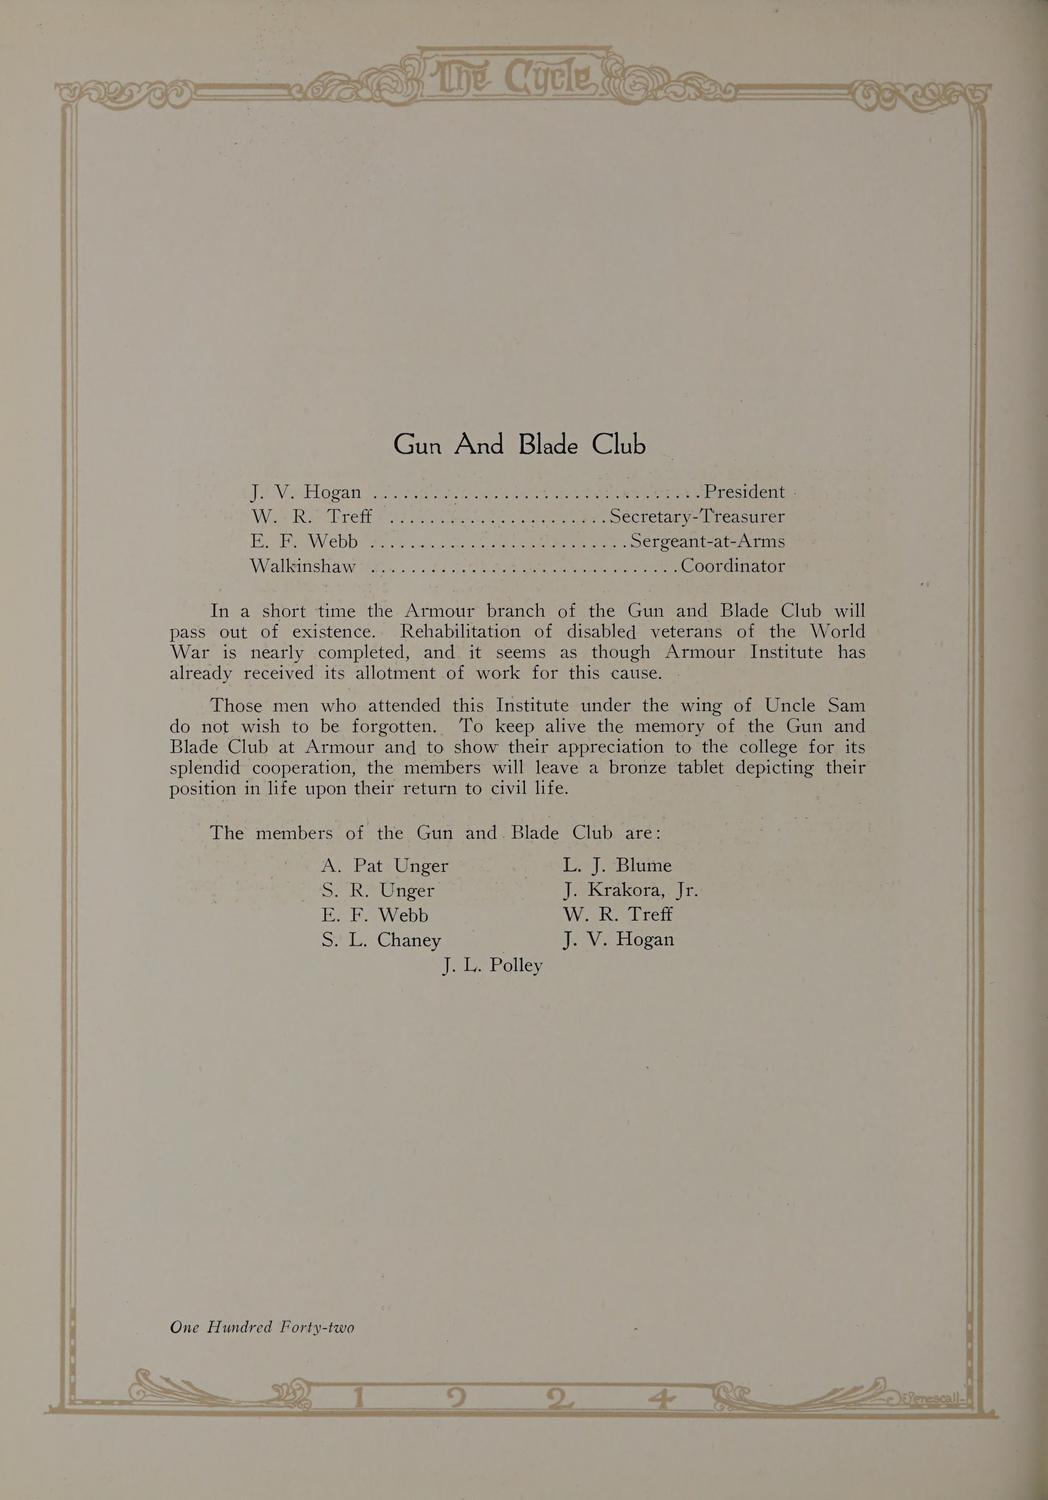 The Cycle
Gun And Blade Club
J. V. Hogan ........................................ President
W. R. Treff ........................... Secretary-Treasurer
E. F. Webb ............................... Sergeant-at-Arms
Walkinshaw ..................................... Coordinator
In a short time the Armour branch of the Gun and Blade Club will
pass out of existence. Rehabilitation of disabled veterans of the World
War is nearly completed, and it seems as though Armour Institute has
already received its allotment of work for this cause.
Those men who attended this Institute under the wing of Uncle Sam
do not wish to be forgotten. To keep alive the memory of the Gun and
Blade Club at Armour and to show their appreciation to the college for its
splendid cooperation, the members will leave a bronze tablet depicting their
position in life upon their return to civil life.
The members of the Gun and Blade Club are:
A. Pat Unger L. J. Blume
S. R. Unger J. Krakora, Jr.
E. F. Webb W. R. Treff
S. L. Chaney J. V. Hogan
J. L. Polley
One Hundred Forty-two
1 9 2 4